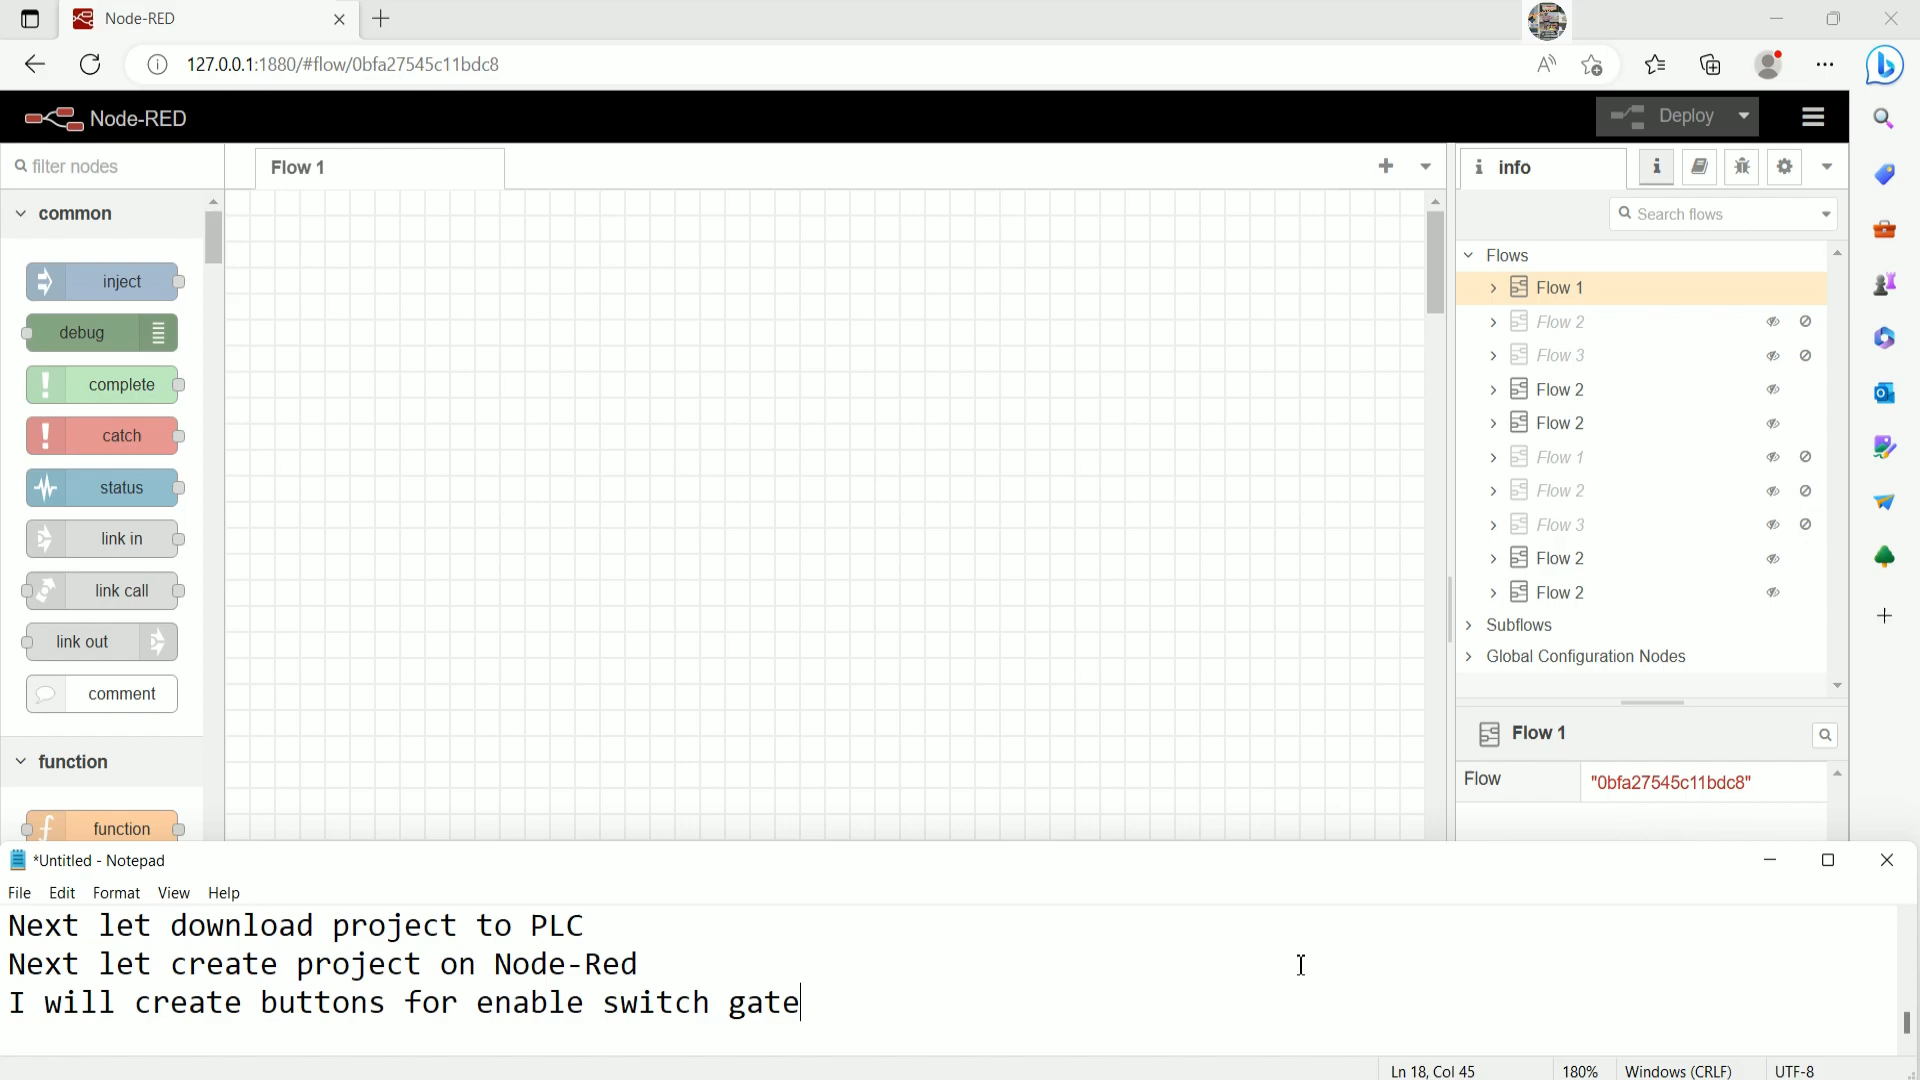 Node-RED
127.0.0.1:1880/#flow/0bfa27545c11bdc8
Node-RED
Deploy
filter nodes
Flow 1
info
common
Search flows
Flows
inject
Flow 1
debug
Flow 2
Flow 3
complete
Flow 2
catch
Flow 2
Flow 1
status
Flow 2
link in
Flow 3
Flow 2
link call
Flow 2
Subflows
link out
Global Configuration Nodes
comment
Flow 1
function
Flow "0bfa27545c11bdc8"
function
*Untitled - Notepad
File Edit Format View Help
Next let download project to PLC
Next let create project on Node-Red
I will create buttons for enable switch gate
Ln 18, Col 45 180% Windows (CRLF) UTF-8